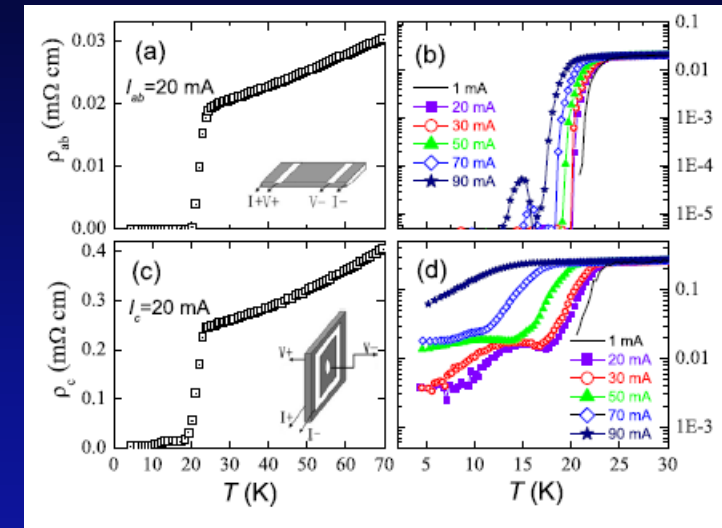 (a)
I_ab=20 mA
ρ_ab (mΩ cm)
0.03
0.02
0.01
0.00
I+V+ V- I-
(b)
1 mA
20 mA
30 mA
50 mA
70 mA
90 mA
0.1
0.01
1E-3
1E-4
1E-5
(c)
I_c=20 mA
ρ_c (mΩ cm)
0.4
0.3
0.2
0.1
0.0
V+
V-
I+
I-
0 10 20 30 40 50 60 70
T (K)
(d)
1 mA
20 mA
30 mA
50 mA
70 mA
90 mA
0.1
0.01
1E-3
5 10 15 20 25 30
T (K)